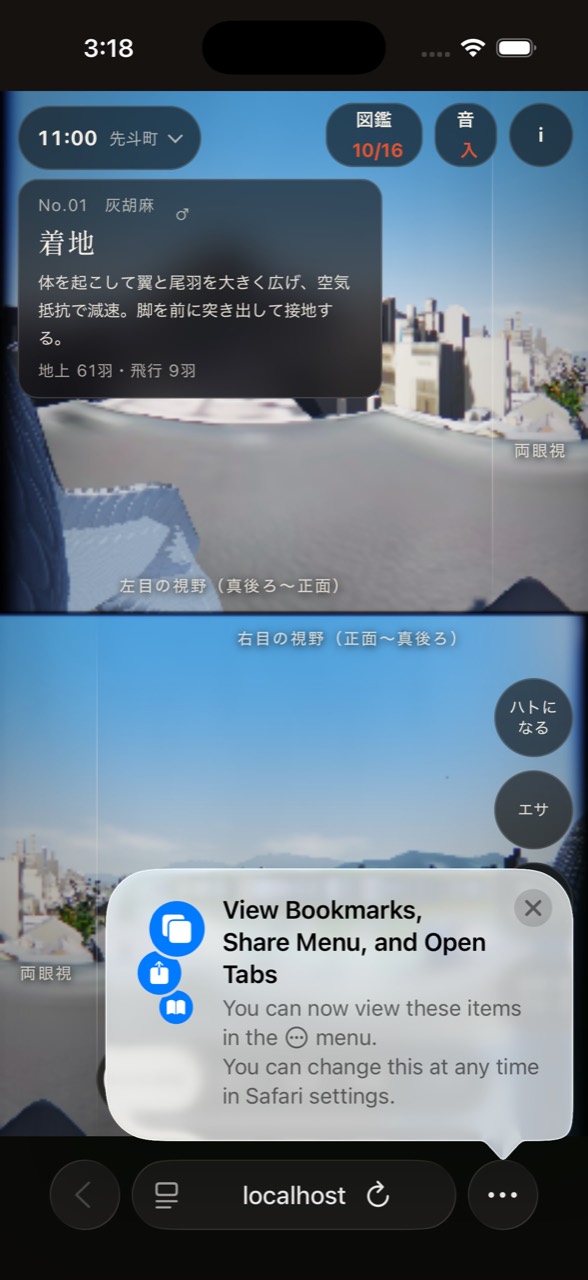 3:18
11:00 先斗町
図鑑
10/16
音
入
i
No.01 灰胡麻 ♂
着地
体を起こして翼と尾羽を大きく広げ、空気
抵抗で減速。脚を前に突き出して接地す
る。
地上 61羽・飛行 9羽
両眼視
左目の視野（真後ろ〜正面）
右目の視野（正面〜真後ろ）
ハトに
なる
エサ
両眼視
View Bookmarks,
Share Menu, and Open
Tabs
You can now view these items
in the menu.
You can change this at any time
in Safari settings.
localhost